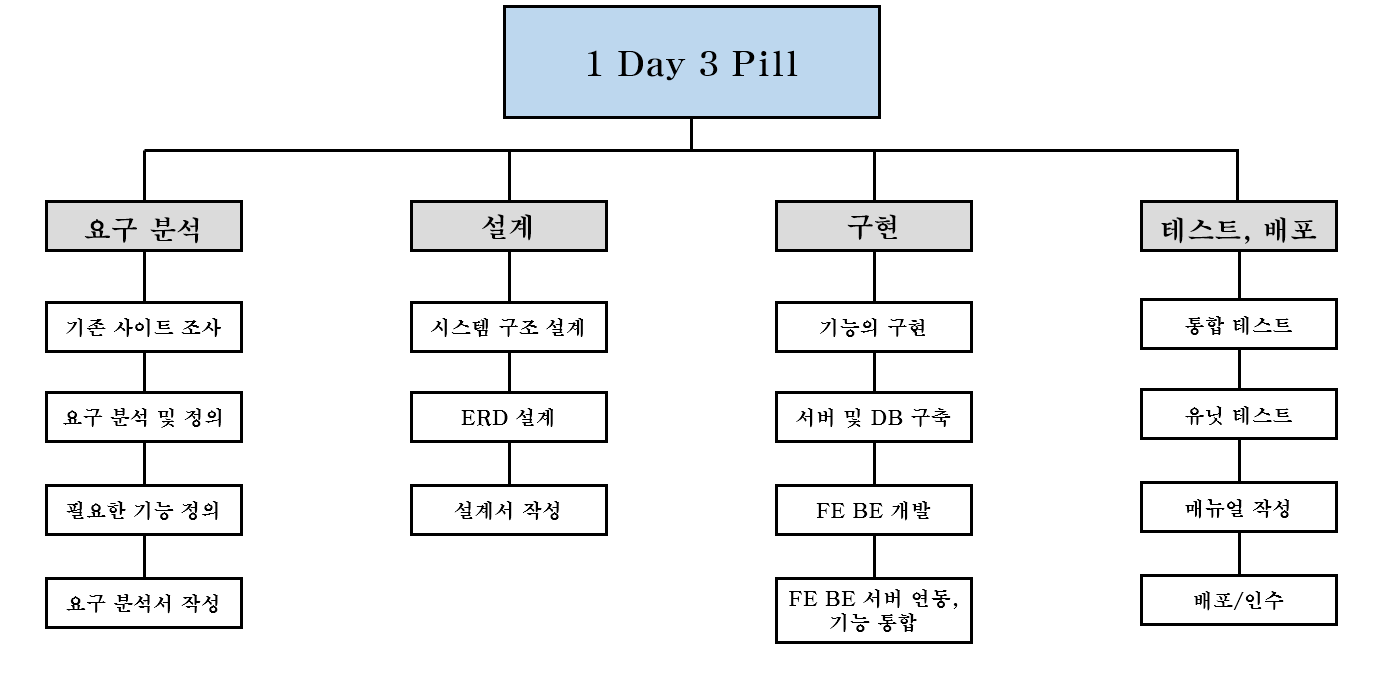 1 Day 3 Pill
요구 분석
기존 사이트 조사
요구 분석 및 정의
필요한 기능 정의
요구 분석서 작성
설계
시스템 구조 설계
ERD 설계
설계서 작성
구현
기능의 구현
서버 및 DB 구축
FE BE 개발
FE BE 서버 연동,
기능 통합
테스트, 배포
통합 테스트
유닛 테스트
매뉴얼 작성
배포/인수